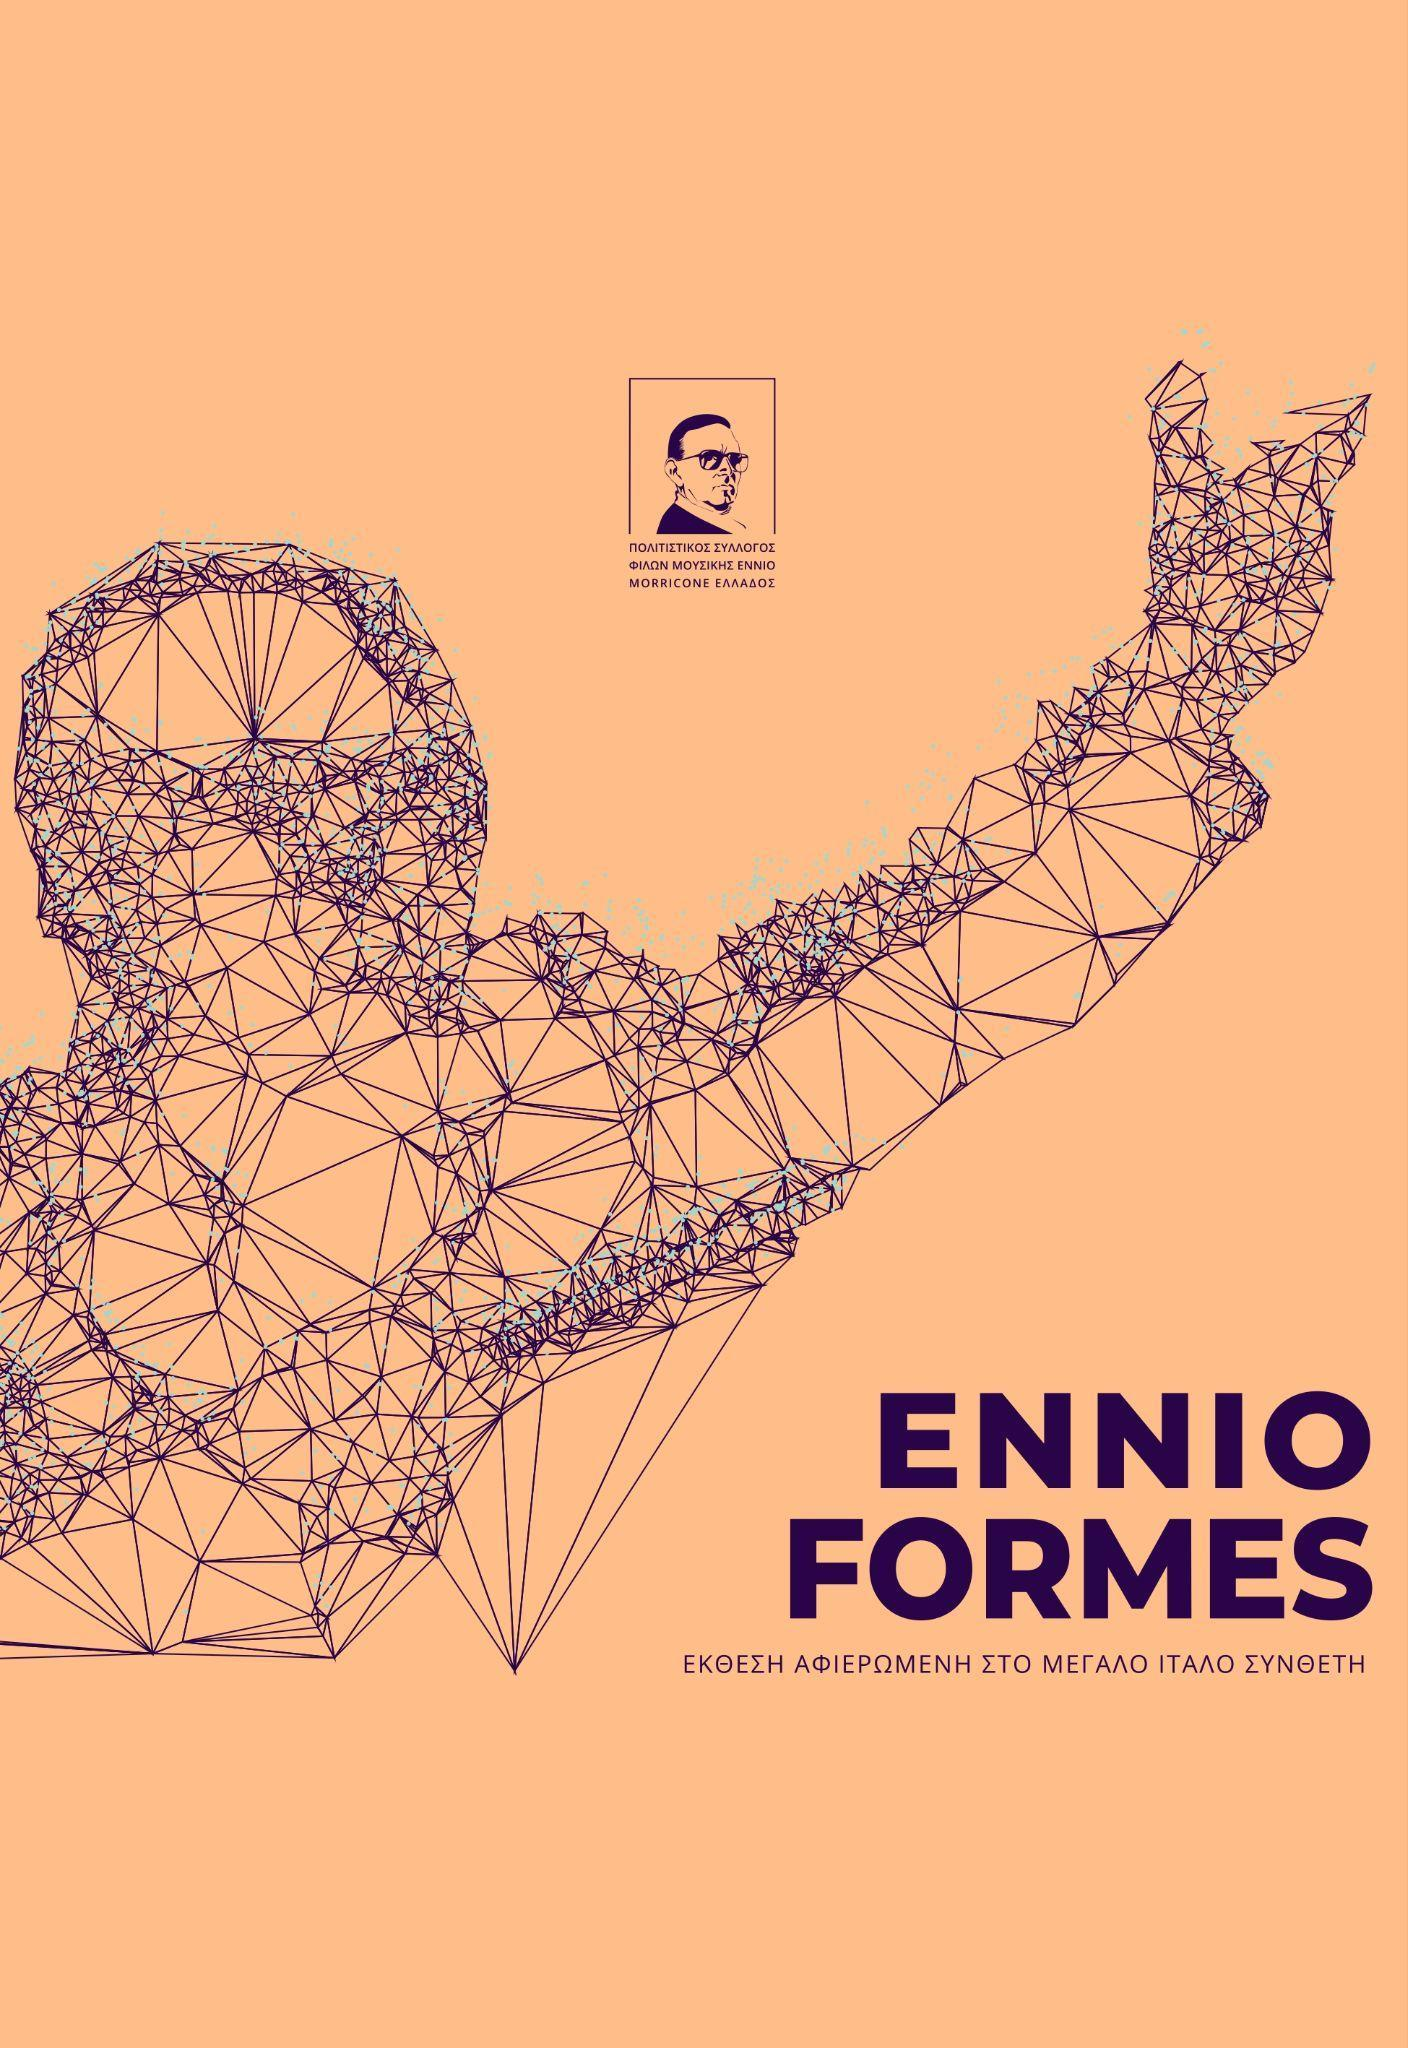 ΠΟΛΙΤΙΣΤΙΚΟΣ ΣΥΛΛΟΓΟΣ
ΦΙΛΩΝ ΜΟΥΣΙΚΗΣ ΕΝΝΙΟ
MORRICONE ΕΛΛΑΔΟΣ
ENNIO
FORMES
ΕΚΘΕΣΗ ΑΦΙΕΡΩΜΕΝΗ ΣΤΟ ΜΕΓΑΛΟ ΙΤΑΛΟ ΣΥΝΘΕΤΗ